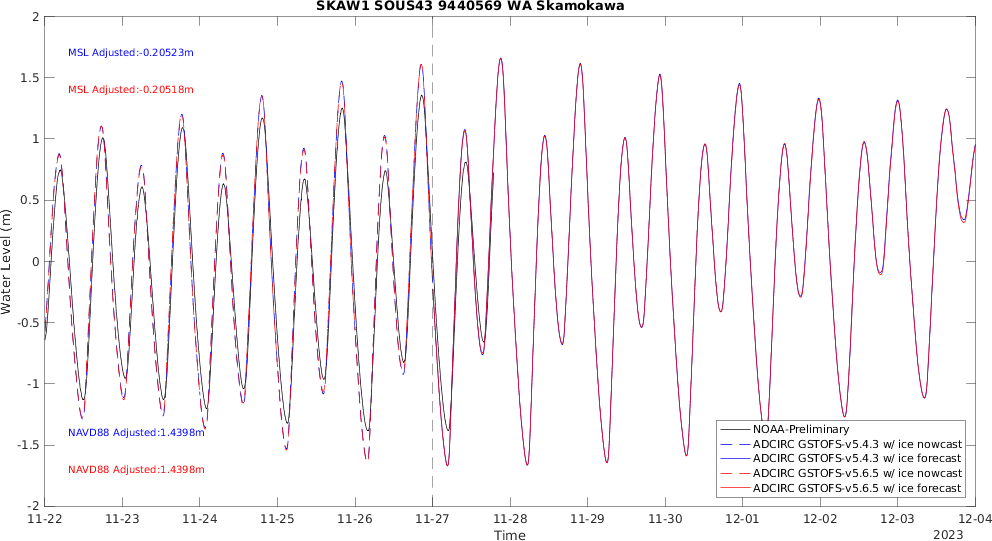 SKAW1 SOUS43 9440569 WA Skamokawa
MSL Adjusted:-0.20523m
MSL Adjusted:-0.20518m
NAVD88 Adjusted:1.4398m
NAVD88 Adjusted:1.4398m
Water Level (m)
2
1.5
1
0.5
0
-0.5
-1
-1.5
-2
NOAA-Preliminary
ADCIRC GSTOFS-v5.4.3 w/ ice nowcast
ADCIRC GSTOFS-v5.4.3 w/ ice forecast
ADCIRC GSTOFS-v5.6.5 w/ ice nowcast
ADCIRC GSTOFS-v5.6.5 w/ ice forecast
11-22 11-23 11-24 11-25 11-26 11-27 11-28 11-29 11-30 12-01 12-02 12-03 12-04
Time
2023